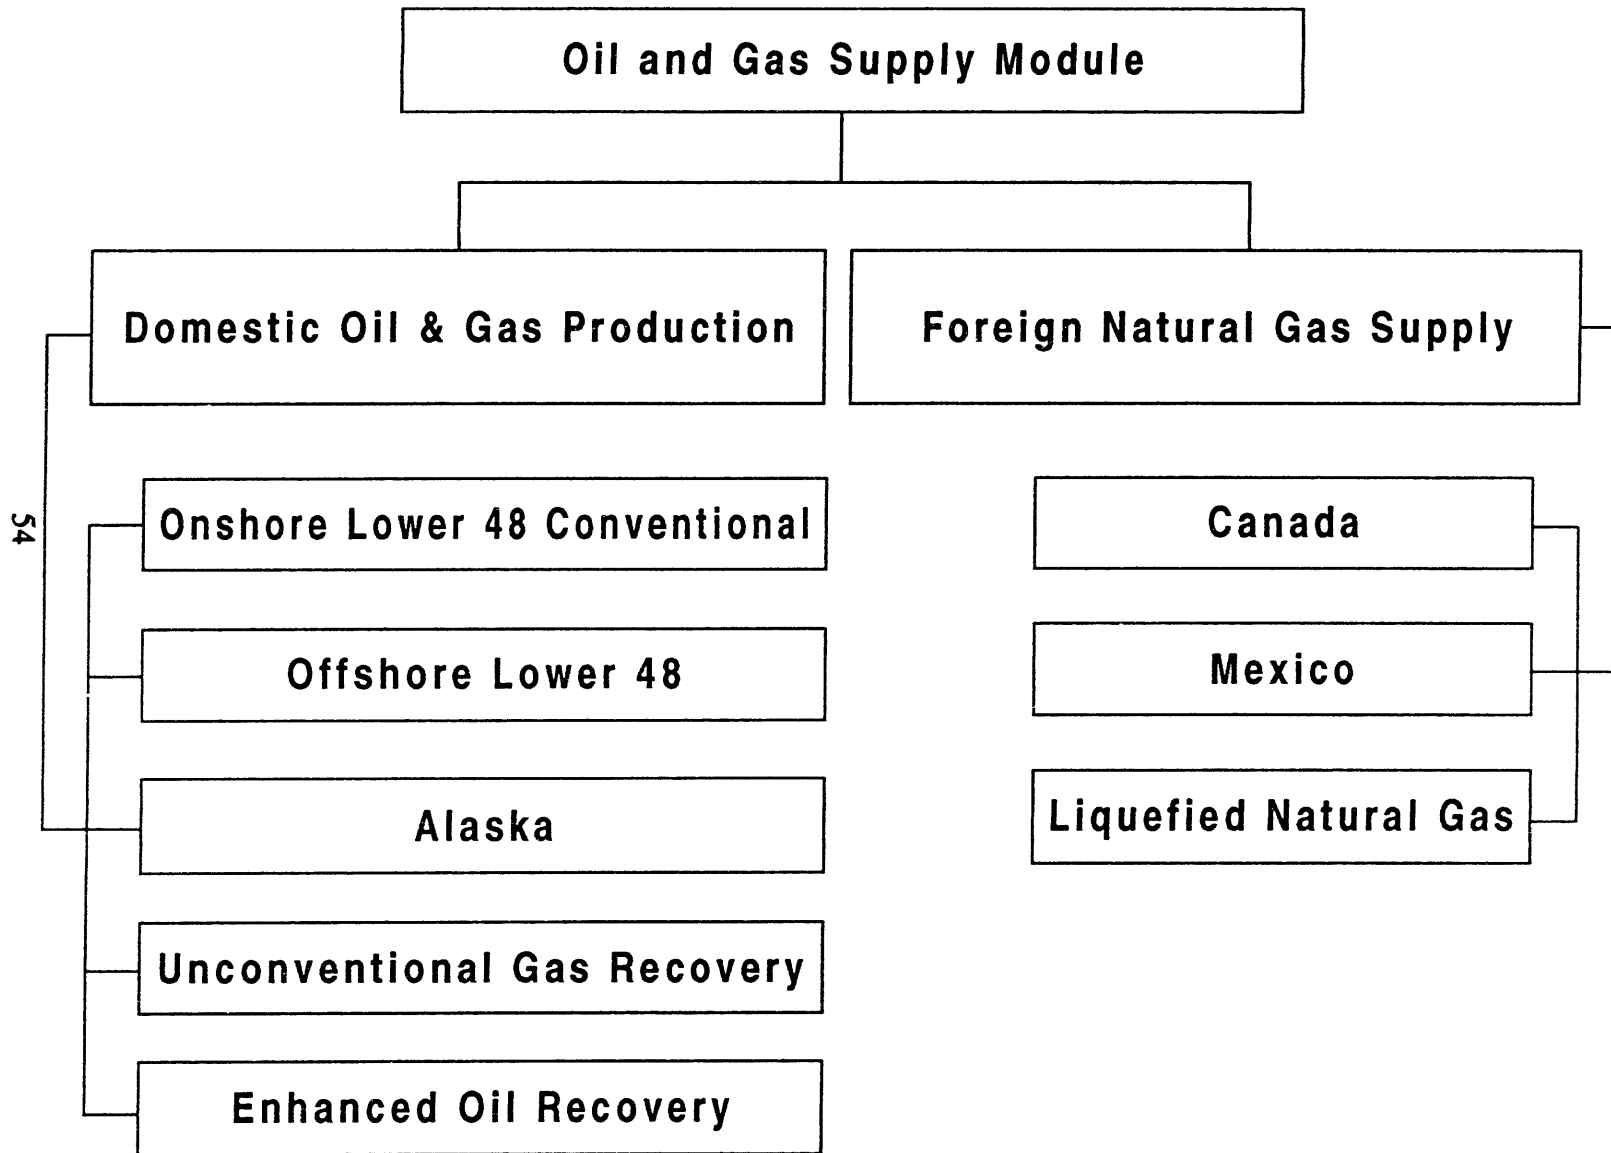 Oil and Gas Supply Module
Domestic Oil & Gas Production
Foreign Natural Gas Supply
Onshore Lower 48 Conventional
Offshore Lower 48
Alaska
Unconventional Gas Recovery
Enhanced Oil Recovery
Canada
Mexico
Liquefied Natural Gas
54